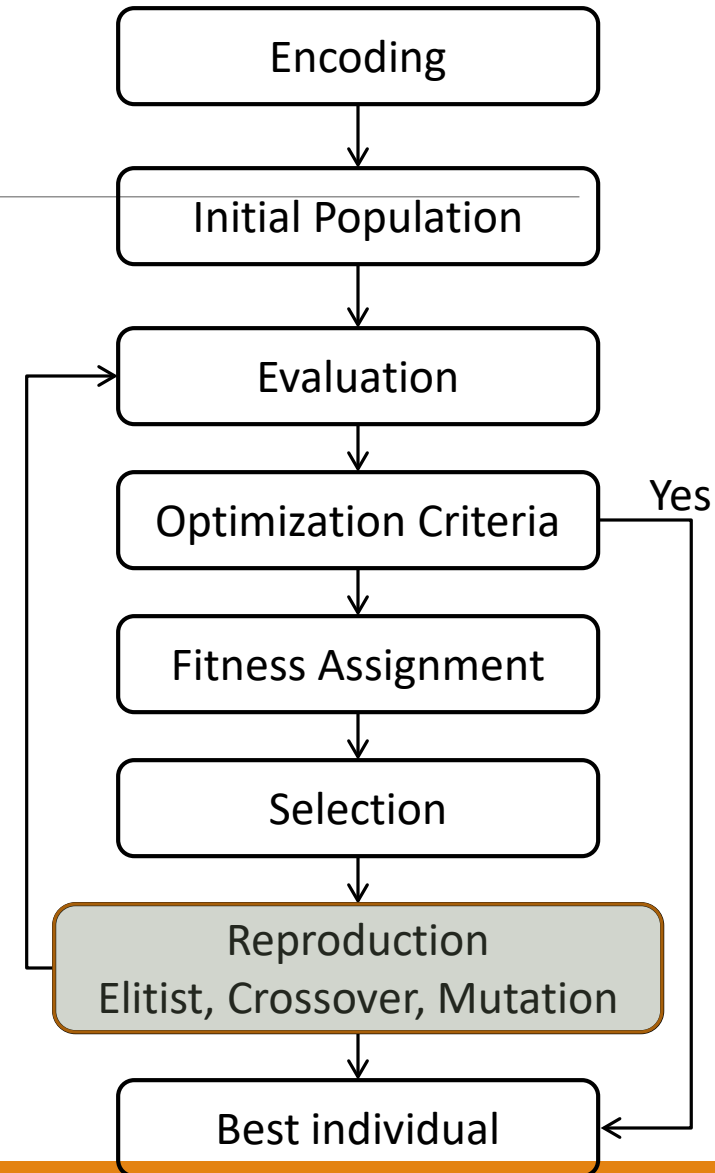 Encoding
Initial Population
Evaluation
Optimization Criteria
Yes
Fitness Assignment
Selection
Reproduction
Elitist, Crossover, Mutation
Best individual